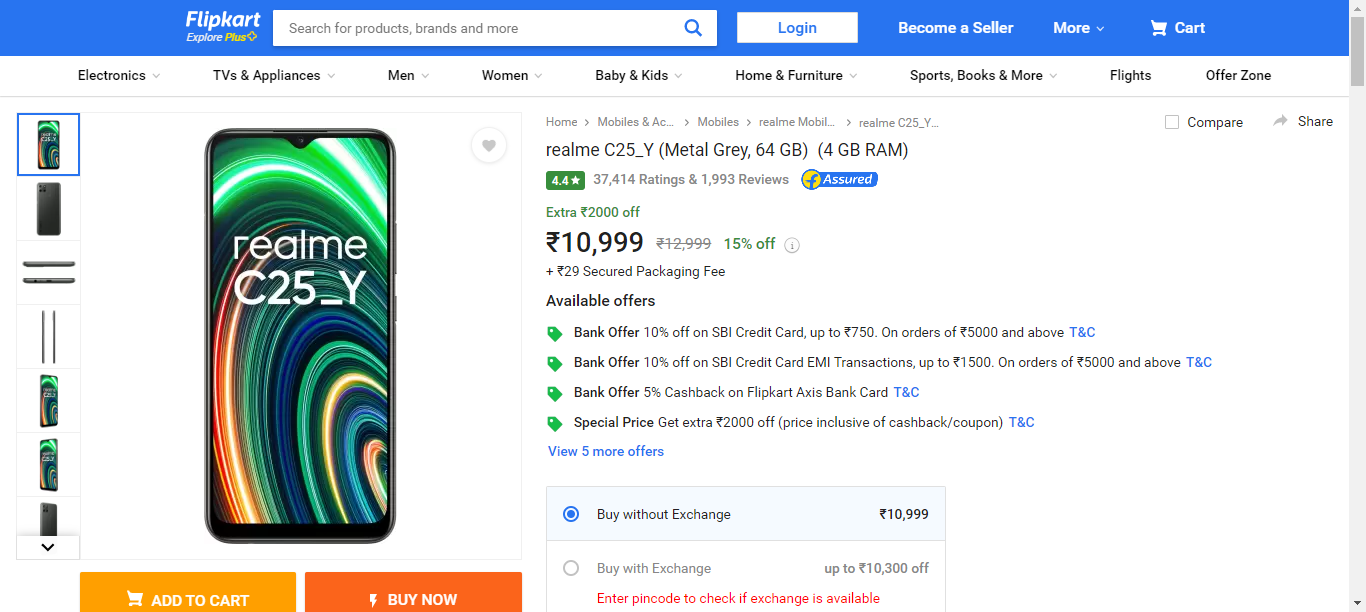 Flipkart
Explore Plus
Search for products, brands and more
Login
Become a Seller
More
Cart
Electronics
TVs & Appliances
Men
Women
Baby & Kids
Home & Furniture
Sports, Books & More
Flights
Offer Zone
realme
C25_Y
Home
Mobiles & Ac...
Mobiles
realme Mobil...
realme C25_Y...
Compare
Share
realme C25_Y (Metal Grey, 64 GB) (4 GB RAM)
4.4★
37,414 Ratings & 1,993 Reviews
Assured
Extra ₹2000 off
₹10,999 ₹12,999 15% off
+ ₹29 Secured Packaging Fee
Available offers
Bank Offer 10% off on SBI Credit Card, up to ₹750. On orders of ₹5000 and above T&C
Bank Offer 10% off on SBI Credit Card EMI Transactions, up to ₹1500. On orders of ₹5000 and above T&C
Bank Offer 5% Cashback on Flipkart Axis Bank Card T&C
Special Price Get extra ₹2000 off (price inclusive of cashback/coupon) T&C
View 5 more offers
Buy without Exchange ₹10,999
Buy with Exchange up to ₹10,300 off
Enter pincode to check if exchange is available
ADD TO CART
BUY NOW